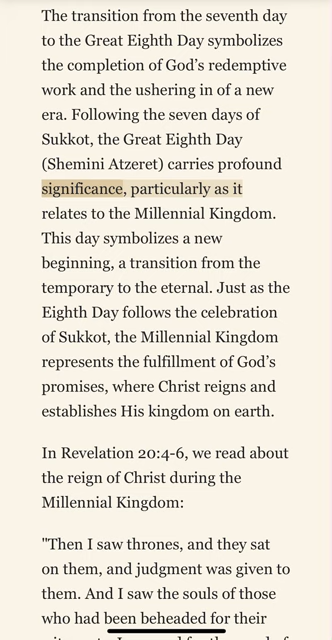 The transition from the seventh day
to the Great Eighth Day symbolizes
the completion of God’s redemptive
work and the ushering in of a new
era. Following the seven days of
Sukkot, the Great Eighth Day
(Shemini Atzeret) carries profound
significance, particularly as it
relates to the Millennial Kingdom.
This day symbolizes a new
beginning, a transition from the
temporary to the eternal. Just as the
Eighth Day follows the celebration
of Sukkot, the Millennial Kingdom
represents the fulfillment of God’s
promises, where Christ reigns and
establishes His kingdom on earth.
In Revelation 20:4-6, we read about
the reign of Christ during the
Millennial Kingdom:
"Then I saw thrones, and they sat
on them, and judgment was given to
them. And I saw the souls of those
who had been beheaded for their